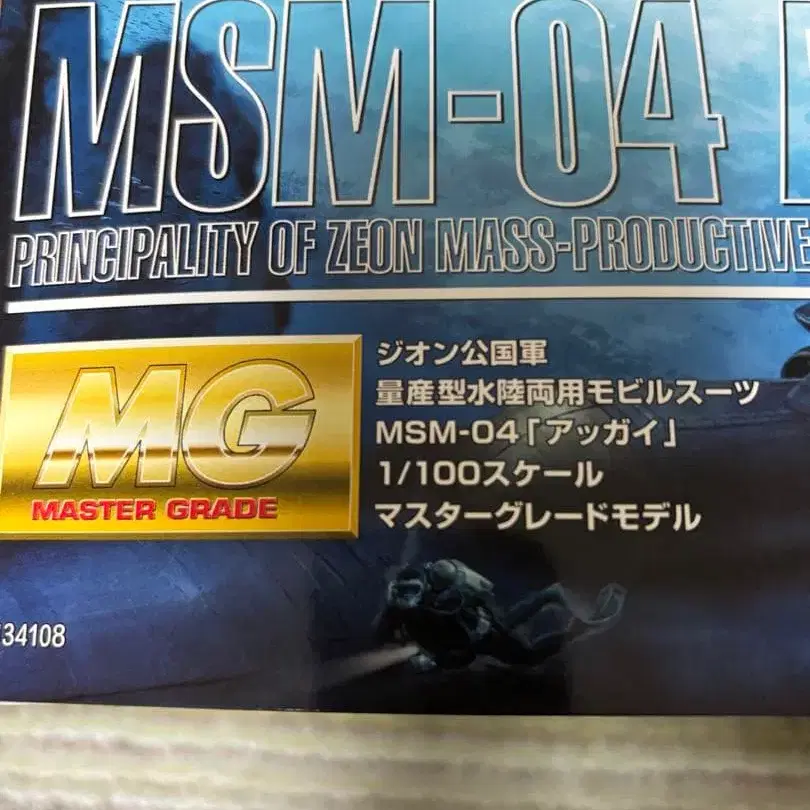 MSM-04
PRINCIPALITY OF ZEON MASS-PRODUCTIVE
MG
MASTER GRADE
ジオン公国軍
量産型水陸両用モビルスーツ
MSM-04「アッガイ」
1/100スケール
マスターグレードモデル
34108